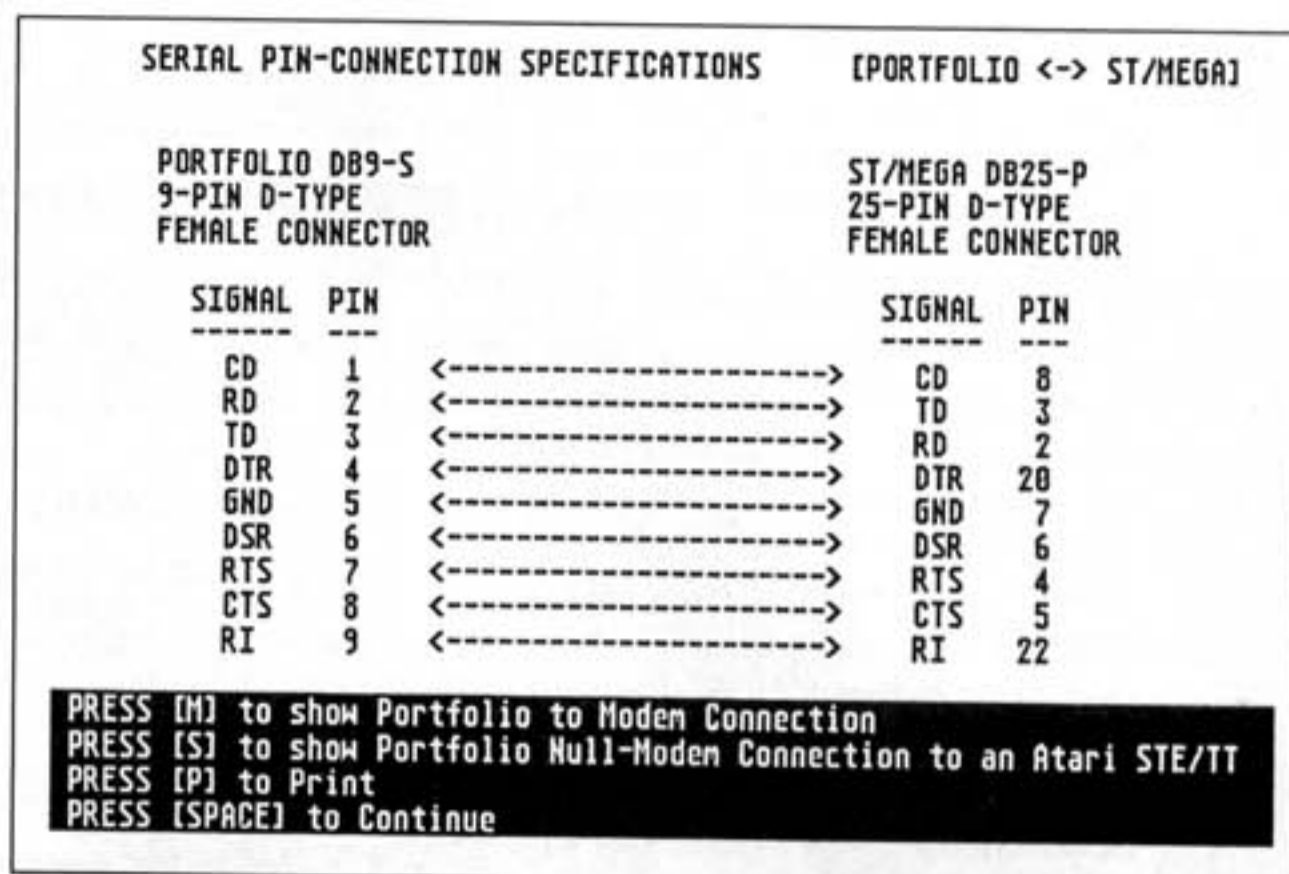 SERIAL PIN-CONNECTION SPECIFICATIONS [PORTFOLIO <-> ST/MEGA]
PORTFOLIO DB9-S
9-PIN D-TYPE
FEMALE CONNECTOR
ST/MEGA DB25-P
25-PIN D-TYPE
FEMALE CONNECTOR
SIGNAL PIN SIGNAL PIN
------ --- ------ ---
CD 1 <----------------------> CD 8
RD 2 <----------------------> TD 3
TD 3 <----------------------> RD 2
DTR 4 <----------------------> DTR 20
GND 5 <----------------------> GND 7
DSR 6 <----------------------> DSR 6
RTS 7 <----------------------> RTS 4
CTS 8 <----------------------> CTS 5
RI 9 <----------------------> RI 22
PRESS [M] to show Portfolio to Modem Connection
PRESS [S] to show Portfolio Null-Modem Connection to an Atari STE/TT
PRESS [P] to Print
PRESS [SPACE] to Continue